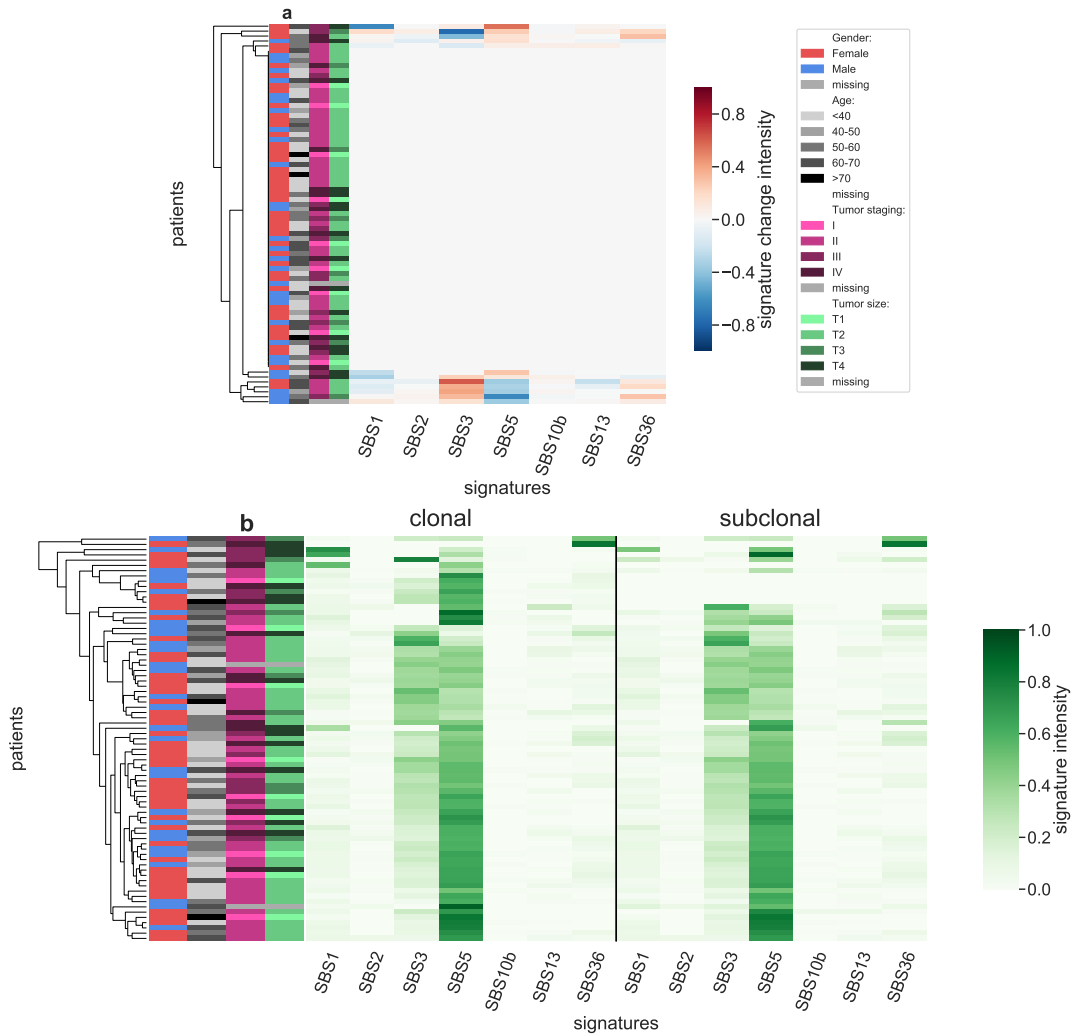 a
patients
SBS1
SBS2
SBS3
SBS5
SBS10b
SBS13
SBS36
signatures
0.8
0.4
0.0
−0.4
−0.8
signature change intensity
Gender:
Female
Male
missing
Age:
<40
40-50
50-60
60-70
>70
missing
Tumor staging:
I
II
III
IV
missing
Tumor size:
T1
T2
T3
T4
missing
b
clonal
subclonal
patients
SBS1
SBS2
SBS3
SBS5
SBS10b
SBS13
SBS36
SBS1
SBS2
SBS3
SBS5
SBS10b
SBS13
SBS36
signatures
1.0
0.8
0.6
0.4
0.2
0.0
signature intensity